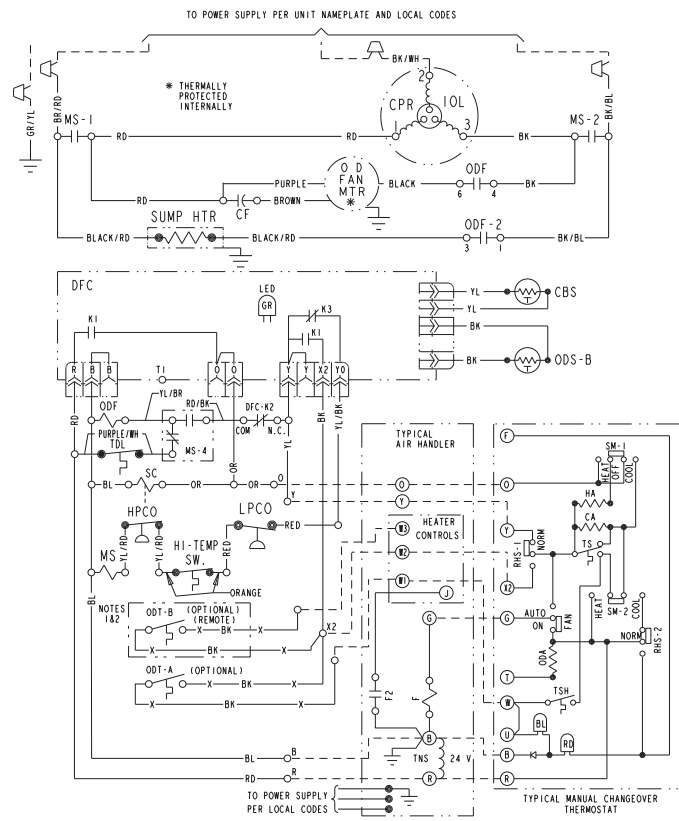 TO POWER SUPPLY PER UNIT NAMEPLATE AND LOCAL CODES
BK/WH
* THERMALLY
PROTECTED
INTERNALLY
GR/YL
BR/RD
BK/BL
2
CPR
IOL
1
3
MS-1
RD
RD
BK
MS-2
O D
FAN
MTR
*
PURPLE
BLACK
ODF
6
4
BK
RD
CF
BROWN
SUMP HTR
BLACK/RD
BLACK/RD
ODF-2
3
1
BK/BL
DFC
LED
GR
K3
K1
K1
YL
YL
CBS
BK
BK
ODS-B
R
B
B
T1
O
O
Y
Y
X2
YO
YL/BR
RD/BK
ODF
DFC-K2
COM
N.C.
PURPLE/WH
TDL
MS-4
RD
OR
YL
BK
YL/BK
SC
BL
OR
OR
O
Y
HPCO
LPCO
RED
YL/RD
YL/RD
HI-TEMP
SW.
RED
MS
ORANGE
BL
NOTES
1&2
ODT-B
(OPTIONAL)
(REMOTE)
X
BK
X
X
BK
X
X2
ODT-A
(OPTIONAL)
X
BK
X
X
BK
X
BL
B
RD
R
TO POWER SUPPLY
PER LOCAL CODES
TYPICAL
AIR HANDLER
O
Y
W3
W2
W1
HEATER
CONTROLS
J
G
F2
F
B
TNS
24 V
R
F
O
Y
X2
G
T
W
U
B
R
SM-1
HEAT
OFF
COOL
HA
CA
NORM
RHS-1
TS
SM-2
HEAT
COOL
AUTO
ON
FAN
NORM
RHS-2
ODA
TSH
BL
RD
TYPICAL MANUAL CHANGEOVER
THERMOSTAT